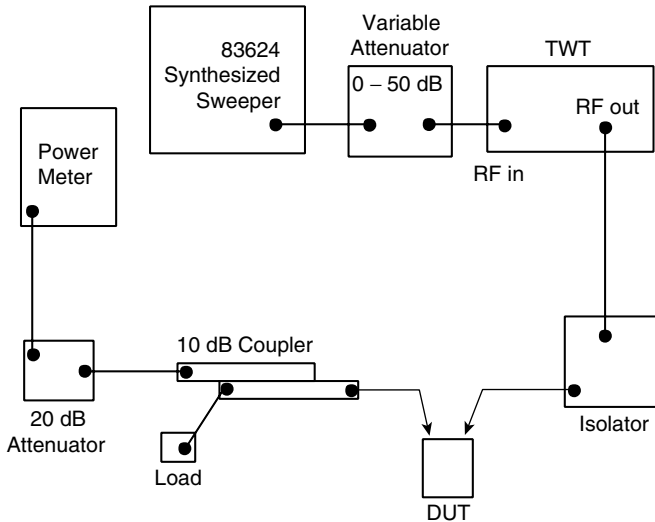 83624
Synthesized
Sweeper
Variable
Attenuator
0 – 50 dB
TWT
RF out
RF in
Power
Meter
10 dB Coupler
20 dB
Attenuator
Load
Isolator
DUT